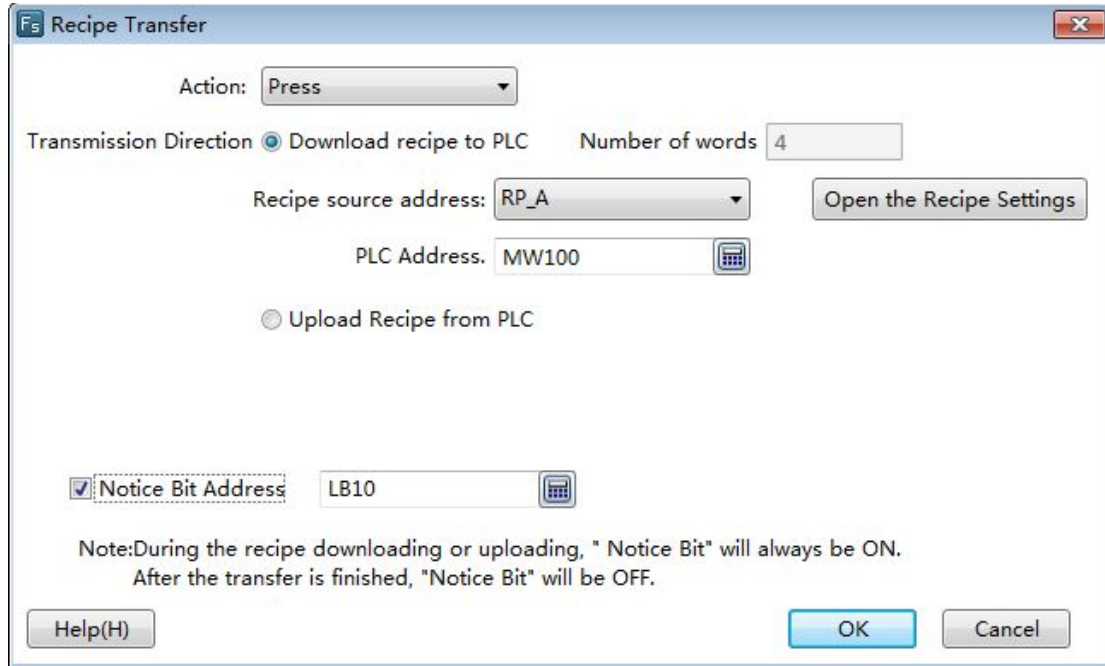 Fs Recipe Transfer
Action: Press
Transmission Direction Download recipe to PLC Number of words 4
Recipe source address: RP_A Open the Recipe Settings
PLC Address. MW100
Upload Recipe from PLC
Notice Bit Address LB10
Note:During the recipe downloading or uploading, " Notice Bit" will always be ON.
After the transfer is finished, "Notice Bit" will be OFF.
Help(H) OK Cancel